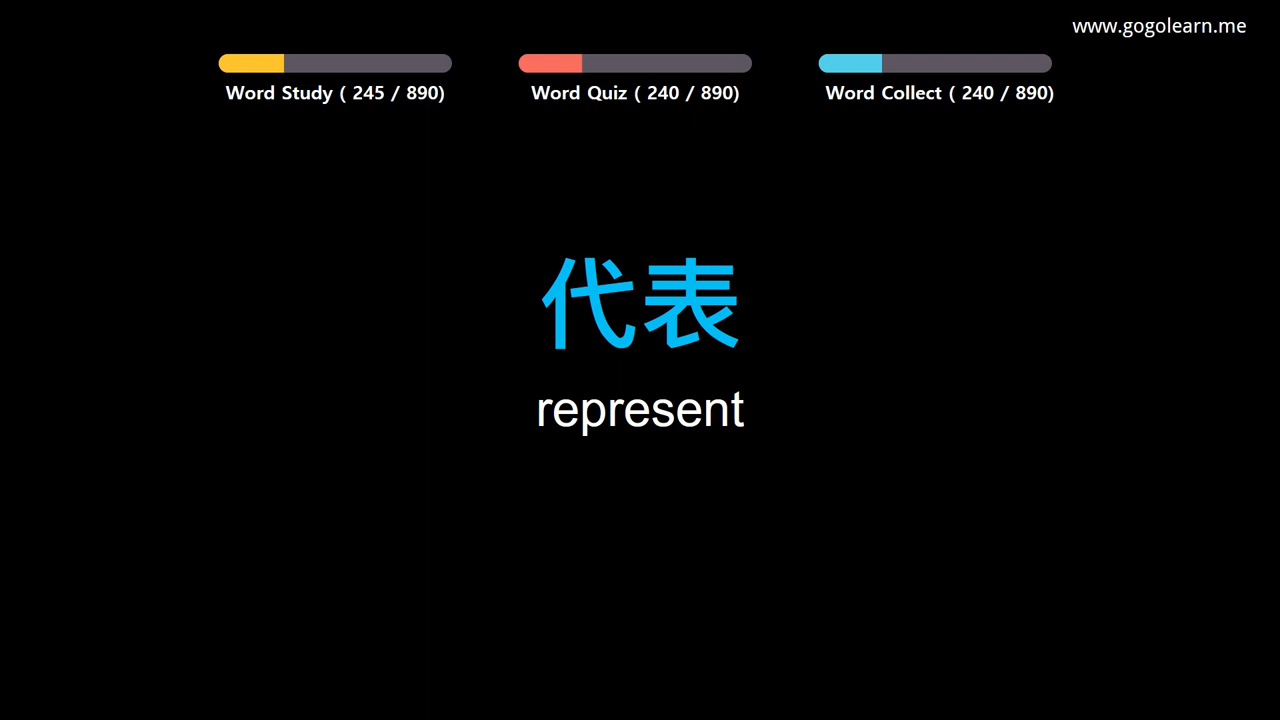 www.gogolearn.me
Word Study ( 245 / 890)
Word Quiz ( 240 / 890)
Word Collect ( 240 / 890)
代表
represent